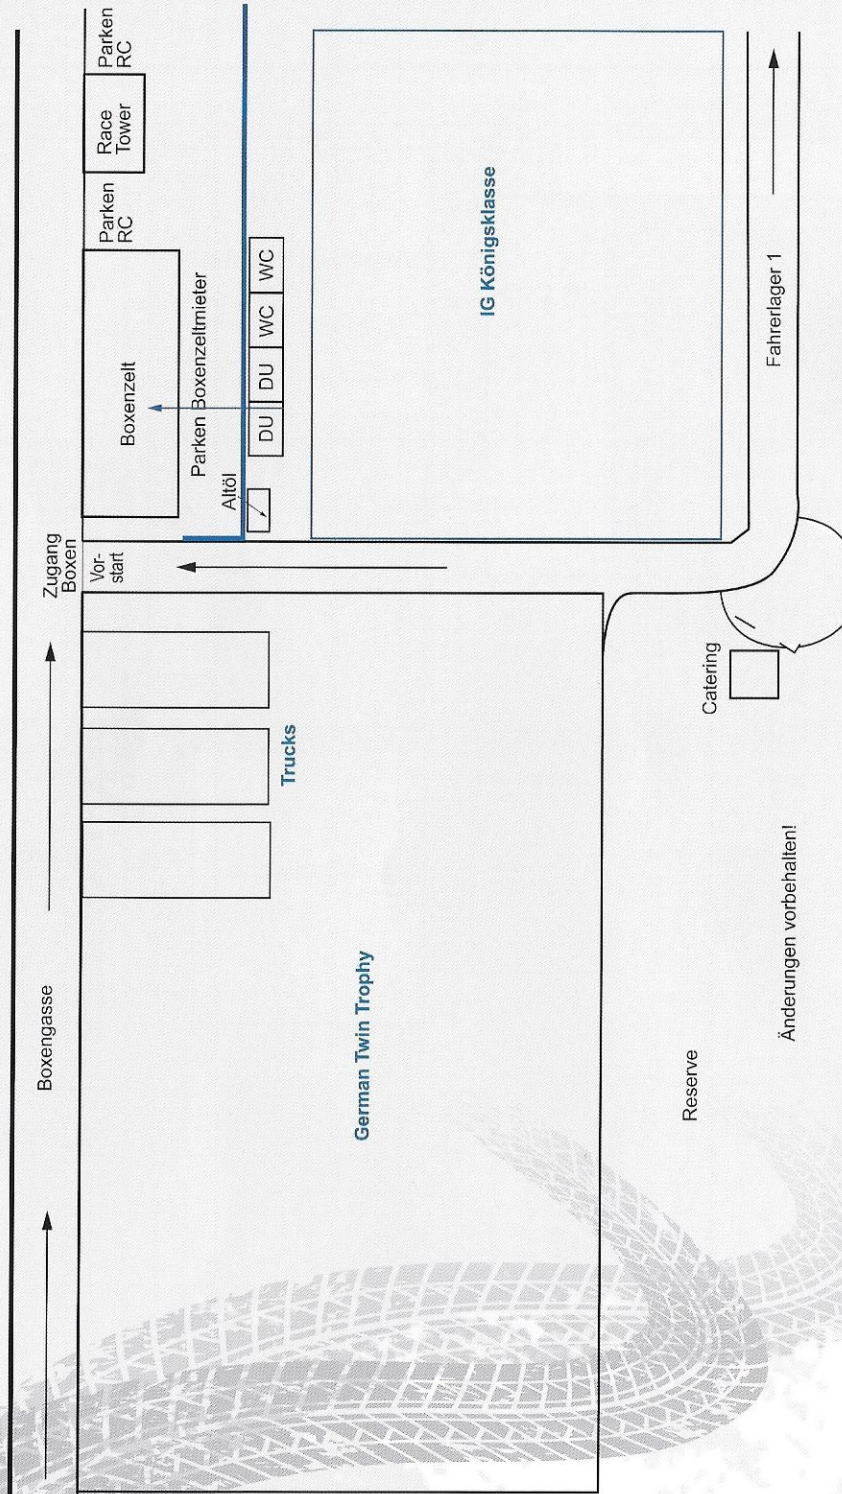 Boxengasse
Zugang
Boxen
Vor-
start
Boxenzelt
Parken
RC
Race
Tower
Parken
RC
Parken Boxenzeltmieter
Altöl
DU
DU
WC
WC
Trucks
German Twin Trophy
IG Königsklasse
Fahrerlager 1
Catering
Reserve
Änderungen vorbehalten!